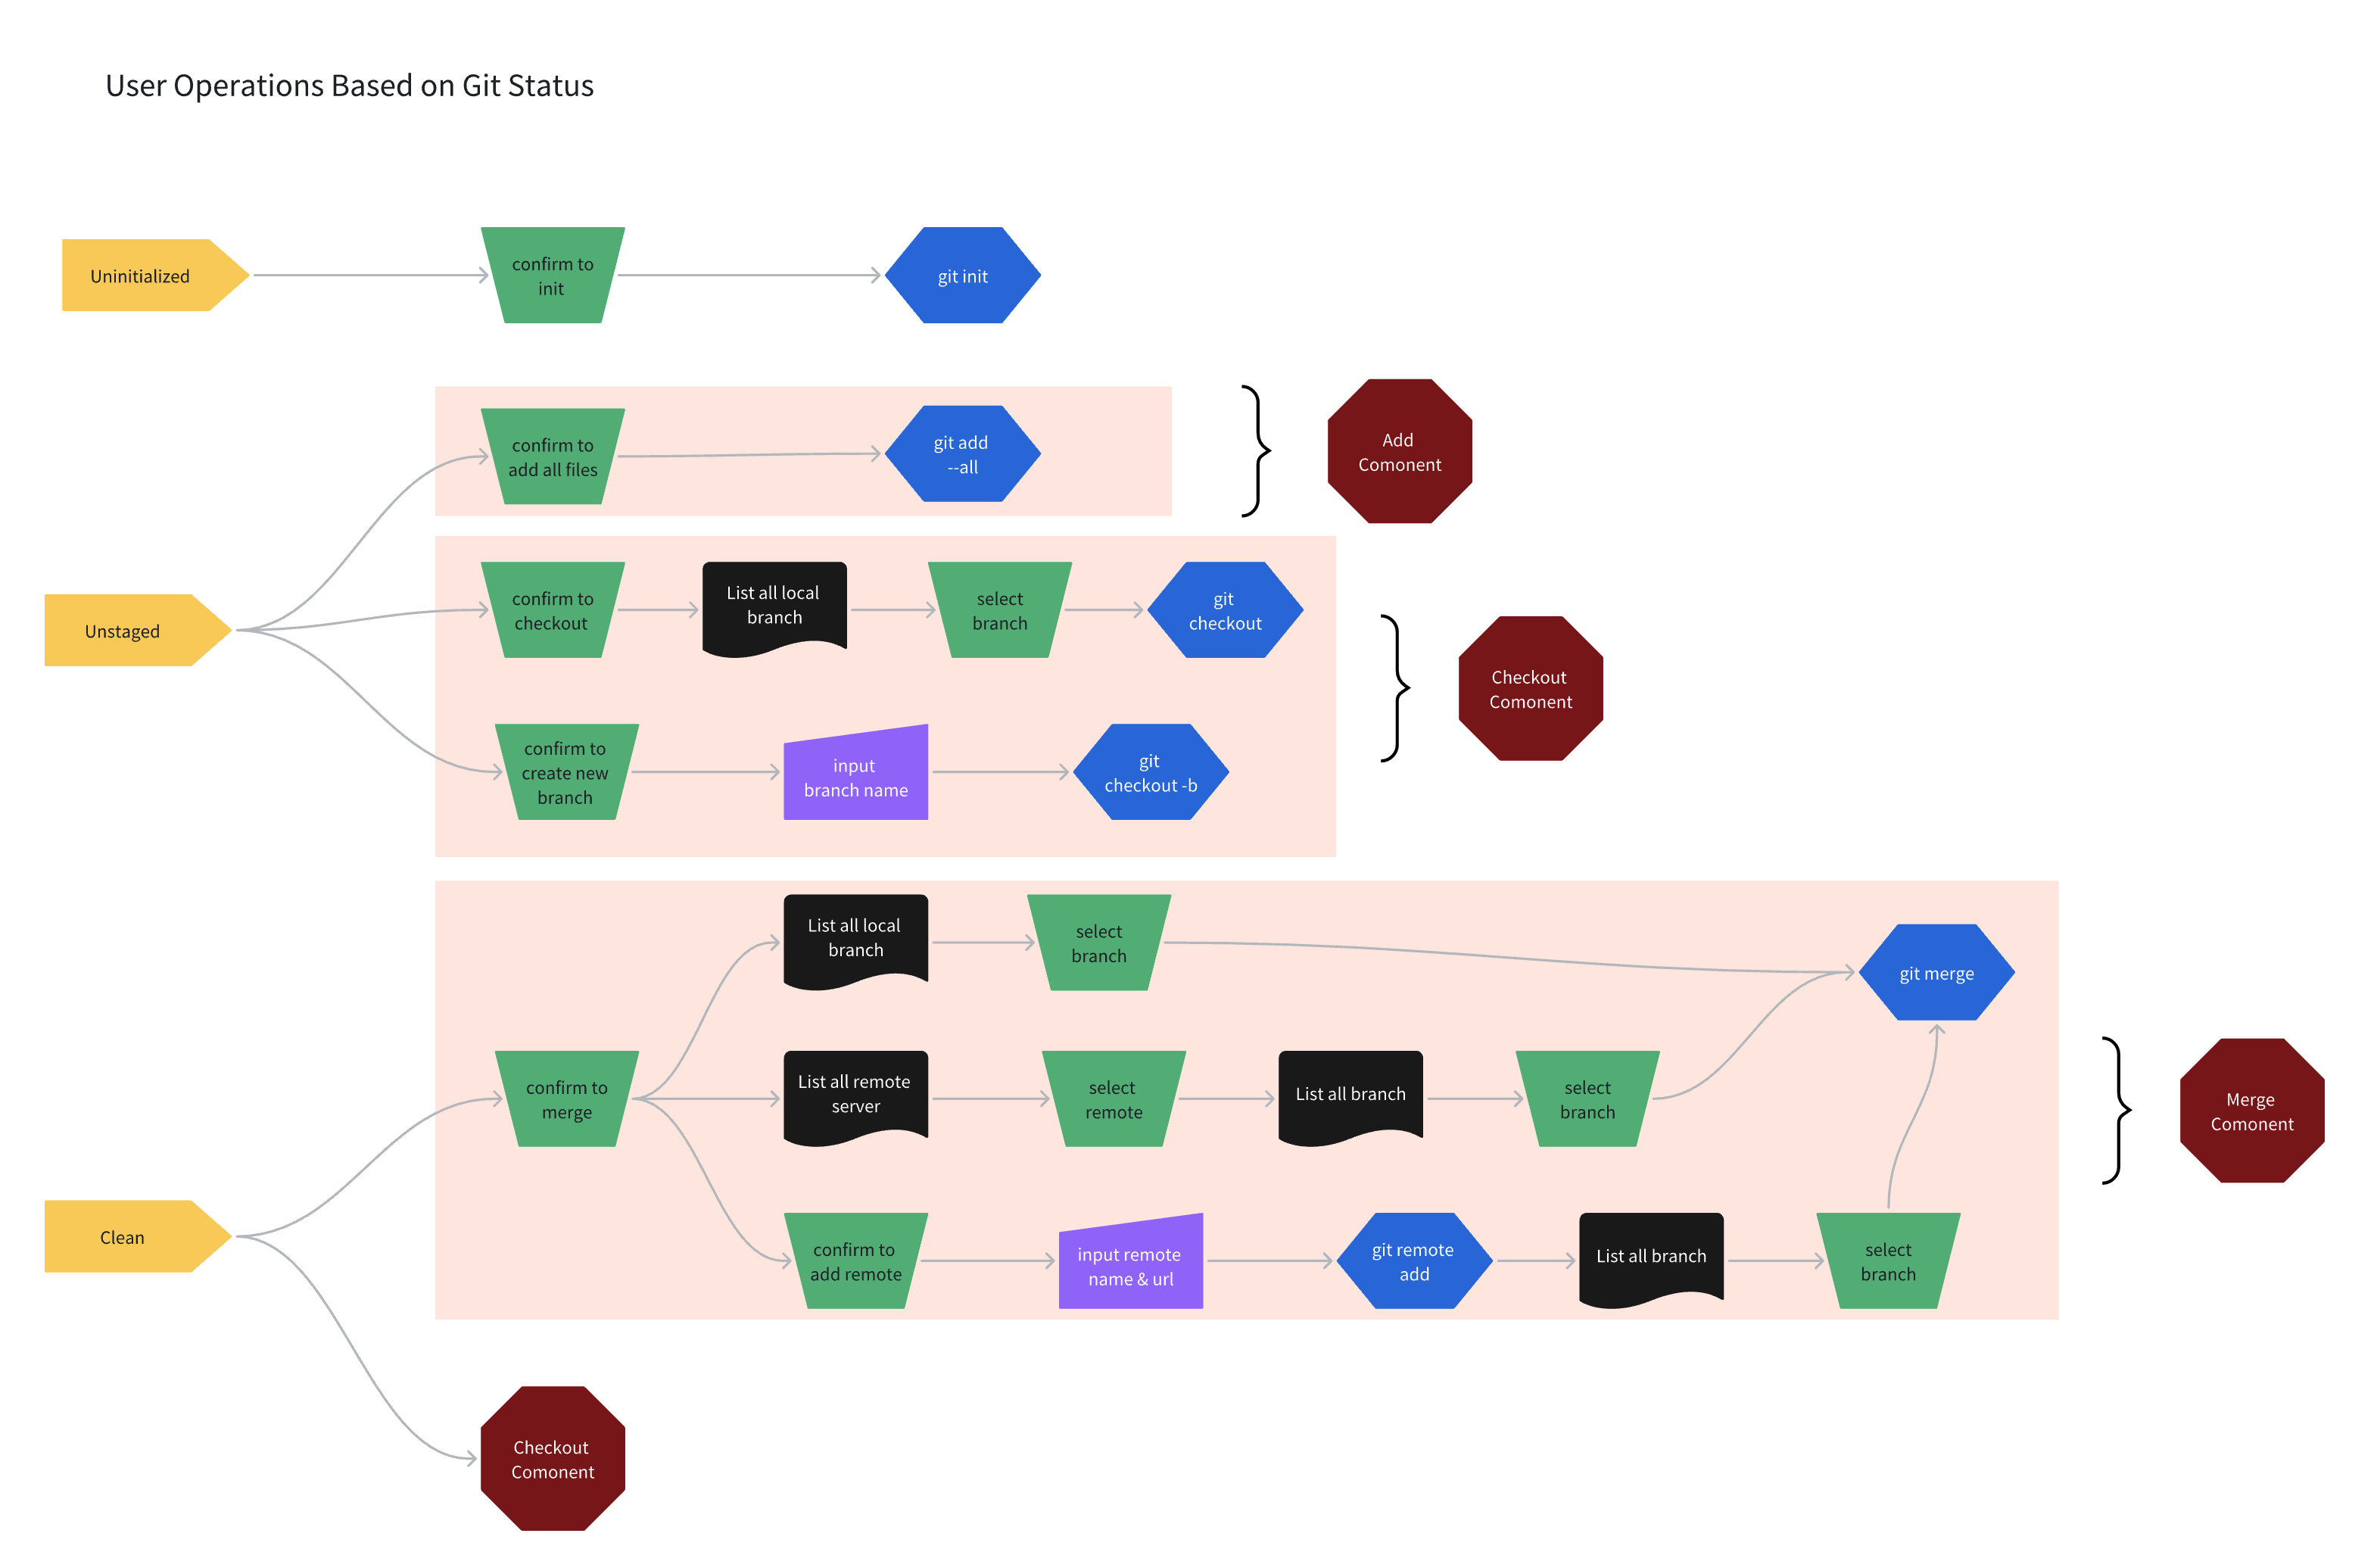 User Operations Based on Git Status
Uninitialized
confirm to
init
git init
confirm to
add all files
git add
--all
Add
Comonent
Unstaged
confirm to
checkout
List all local
branch
select
branch
git
checkout
confirm to
create new
branch
input
branch name
git
checkout -b
Checkout
Comonent
List all local
branch
select
branch
git merge
confirm to
merge
List all remote
server
select
remote
List all branch
select
branch
Merge
Comonent
Clean
confirm to
add remote
input remote
name & url
git remote
add
List all branch
select
branch
Checkout
Comonent